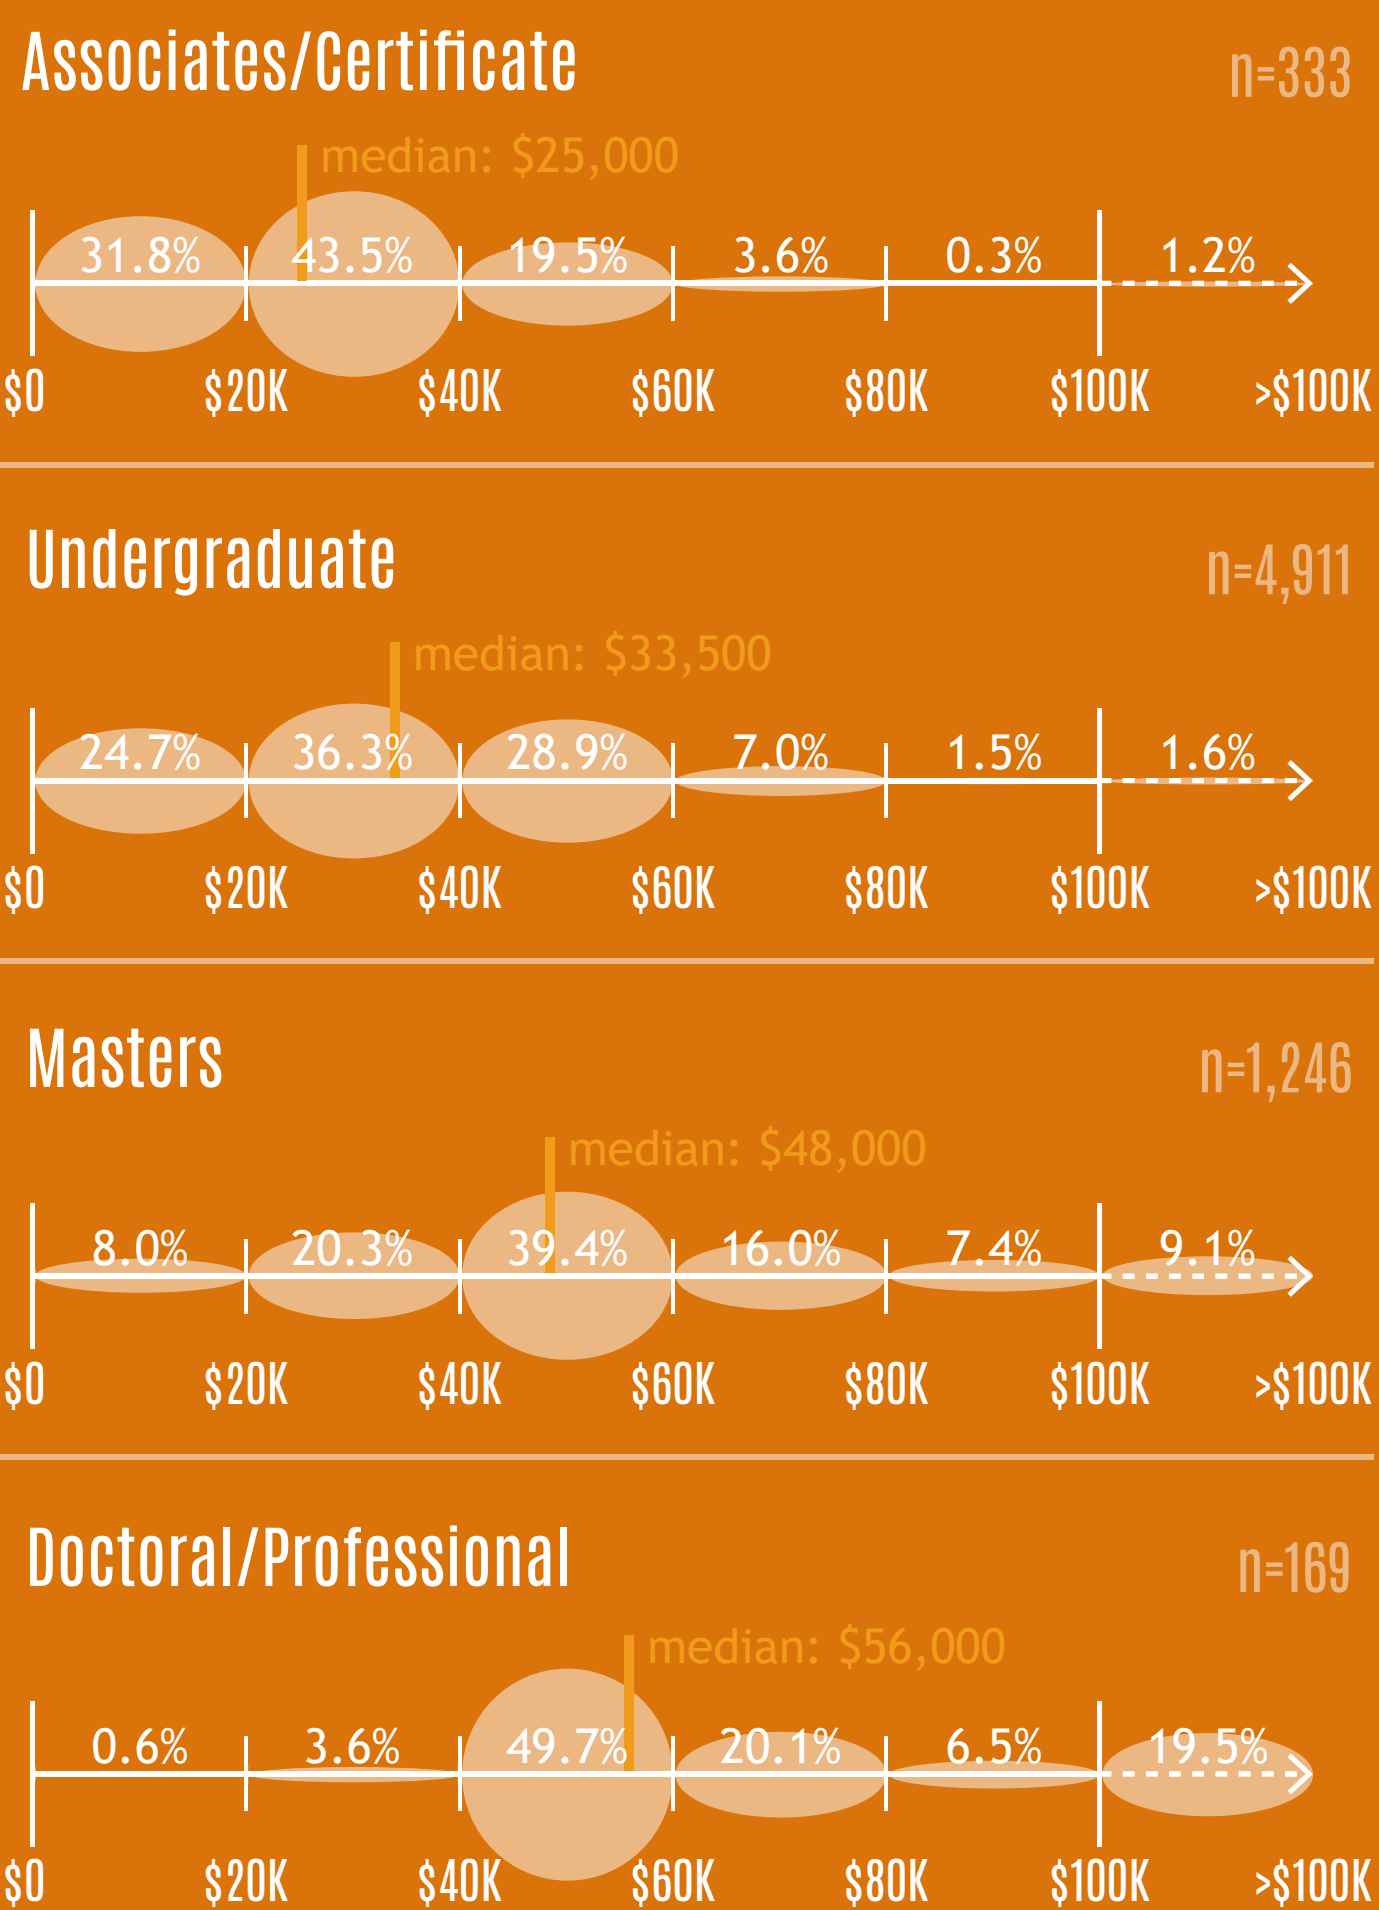 Associates/Certificate
n=333
median: $25,000
31.8% 43.5% 19.5% 3.6% 0.3% 1.2%
$0 $20K $40K $60K $80K $100K >$100K
Undergraduate
n=4,911
median: $33,500
24.7% 36.3% 28.9% 7.0% 1.5% 1.6%
$0 $20K $40K $60K $80K $100K >$100K
Masters
n=1,246
median: $48,000
8.0% 20.3% 39.4% 16.0% 7.4% 9.1%
$0 $20K $40K $60K $80K $100K >$100K
Doctoral/Professional
n=169
median: $56,000
0.6% 3.6% 49.7% 20.1% 6.5% 19.5%
$0 $20K $40K $60K $80K $100K >$100K